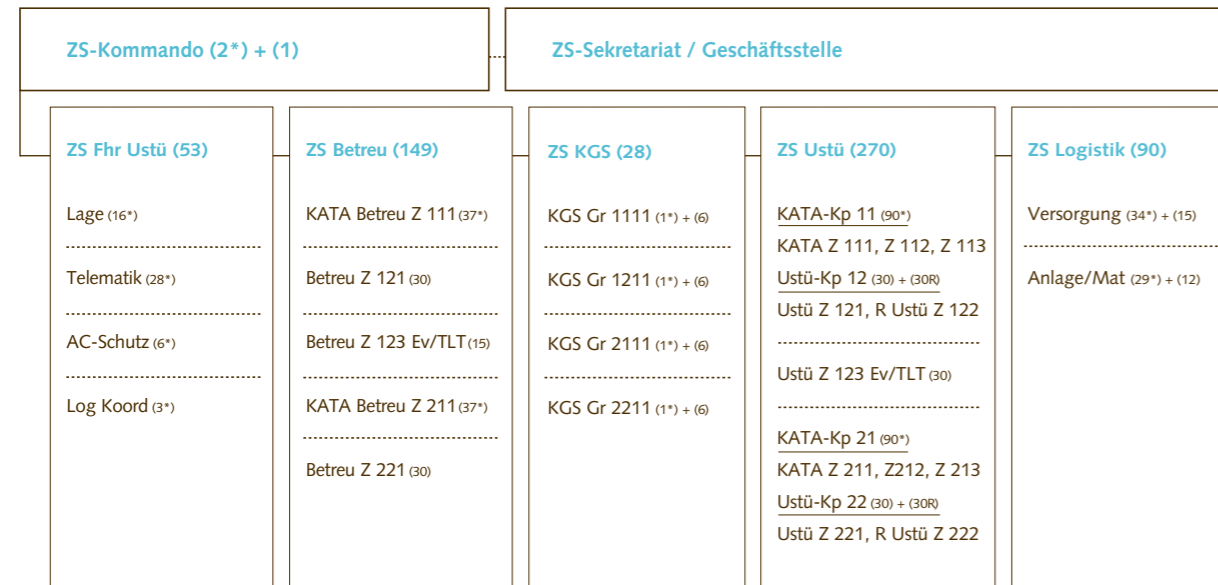 ZS-Kommando (2*) + (1)
ZS-Sekretariat / Geschäftsstelle
ZS Fhr Ustü (53)
Lage (16*)
Telematik (28*)
AC-Schutz (6*)
Log Koord (3*)
ZS Betreu (149)
KATA Betreu Z 111 (37*)
Betreu Z 121 (30)
Betreu Z 123 Ev/TLT (15)
KATA Betreu Z 211 (37*)
Betreu Z 221 (30)
ZS KGS (28)
KGS Gr 1111 (1*) + (6)
KGS Gr 1211 (1*) + (6)
KGS Gr 2111 (1*) + (6)
KGS Gr 2211 (1*) + (6)
ZS Ustü (270)
KATA-Kp 11 (90*)
KATA Z 111, Z 112, Z 113
Ustü-Kp 12 (30) + (30R)
Ustü Z 121, R Ustü Z 122
Ustü Z 123 Ev/TLT (30)
KATA-Kp 21 (90*)
KATA Z 211, Z212, Z 213
Ustü-Kp 22 (30) + (30R)
Ustü Z 221, R Ustü Z 222
ZS Logistik (90)
Versorgung (34*) + (15)
Anlage/Mat (29*) + (12)